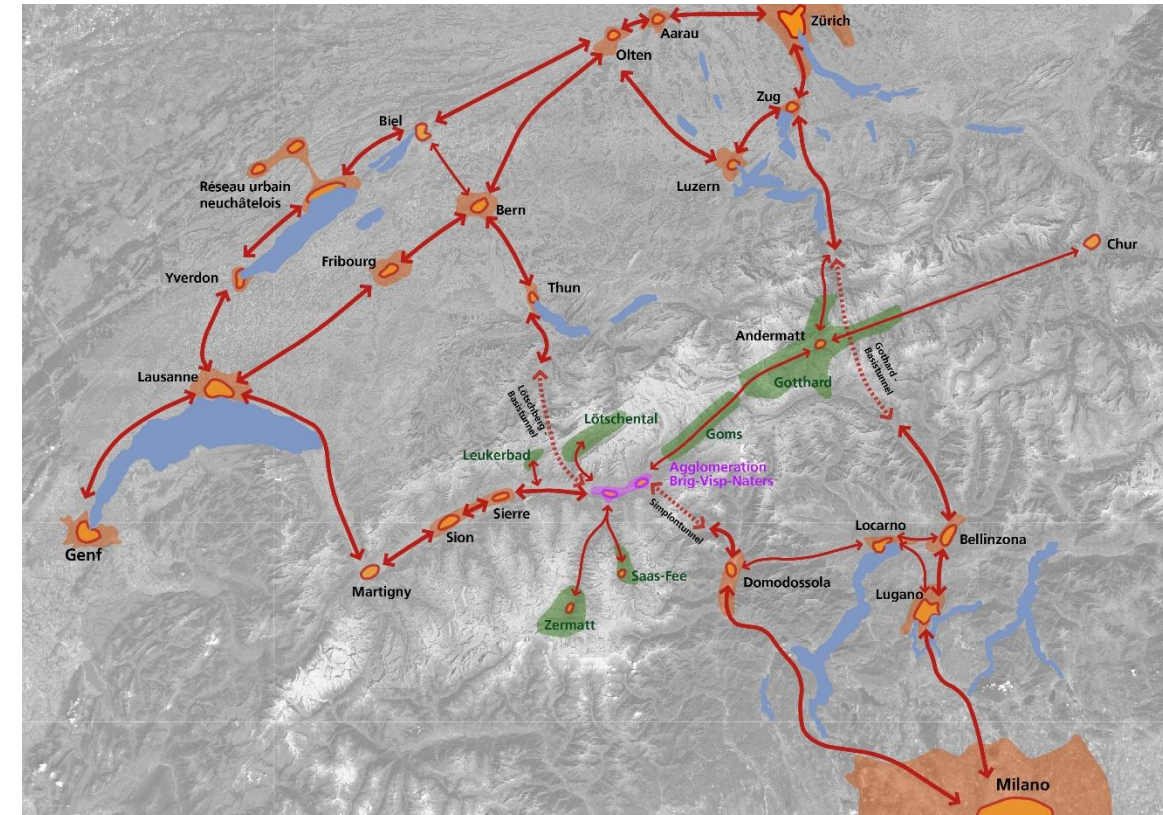 Zürich
Aarau
Olten
Zug
Biel
Luzern
Réseau urbain
neuchâtelois
Bern
Chur
Fribourg
Yverdon
Thun
Andermatt
Gotthard-
Basistunnel
Lausanne
Gotthard
Lötschberg
Basistunnel
Lötschental
Goms
Leukerbad
Agglomeration
Brig-Visp-Naters
Simplontunnel
Sierre
Sion
Locarno
Bellinzona
Genf
Saas-Fee
Domodossola
Martigny
Lugano
Zermatt
Milano